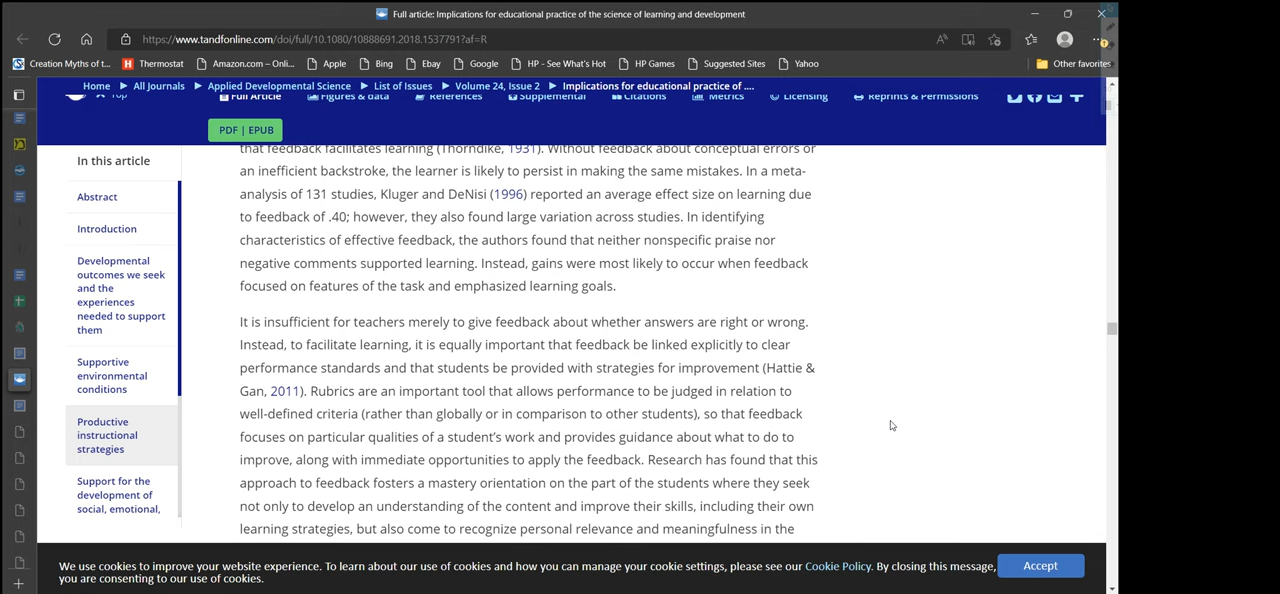 Full article: Implications for educational practice of the science of learning and development
https://www.tandfonline.com/doi/full/10.1080/10888691.2018.1537791?af=R
Creation Myths of t... Thermostat Amazon.com – Onli... Apple Bing Ebay Google HP - See What's Hot HP Games Suggested Sites Yahoo Other favorites
Home ▶ All Journals ▶ Applied Developmental Science ▶ List of Issues ▶ Volume 24, Issue 2 ▶ Implications for educational practice of ....
Top Full Article Figures & data References Supplemental Citations Metrics Licensing Reprints & Permissions
PDF | EPUB
In this article
Abstract
Introduction
Developmental
outcomes we seek
and the
experiences
needed to support
them
Supportive
environmental
conditions
Productive
instructional
strategies
Support for the
development of
social, emotional,
that feedback facilitates learning (Thorndike, 1931). Without feedback about conceptual errors or
an inefficient backstroke, the learner is likely to persist in making the same mistakes. In a meta-
analysis of 131 studies, Kluger and DeNisi (1996) reported an average effect size on learning due
to feedback of .40; however, they also found large variation across studies. In identifying
characteristics of effective feedback, the authors found that neither nonspecific praise nor
negative comments supported learning. Instead, gains were most likely to occur when feedback
focused on features of the task and emphasized learning goals.
It is insufficient for teachers merely to give feedback about whether answers are right or wrong.
Instead, to facilitate learning, it is equally important that feedback be linked explicitly to clear
performance standards and that students be provided with strategies for improvement (Hattie &
Gan, 2011). Rubrics are an important tool that allows performance to be judged in relation to
well-defined criteria (rather than globally or in comparison to other students), so that feedback
focuses on particular qualities of a student's work and provides guidance about what to do to
improve, along with immediate opportunities to apply the feedback. Research has found that this
approach to feedback fosters a mastery orientation on the part of the students where they seek
not only to develop an understanding of the content and improve their skills, including their own
learning strategies, but also come to recognize personal relevance and meaningfulness in the
We use cookies to improve your website experience. To learn about our use of cookies and how you can manage your cookie settings, please see our Cookie Policy. By closing this message,
you are consenting to our use of cookies.
Accept